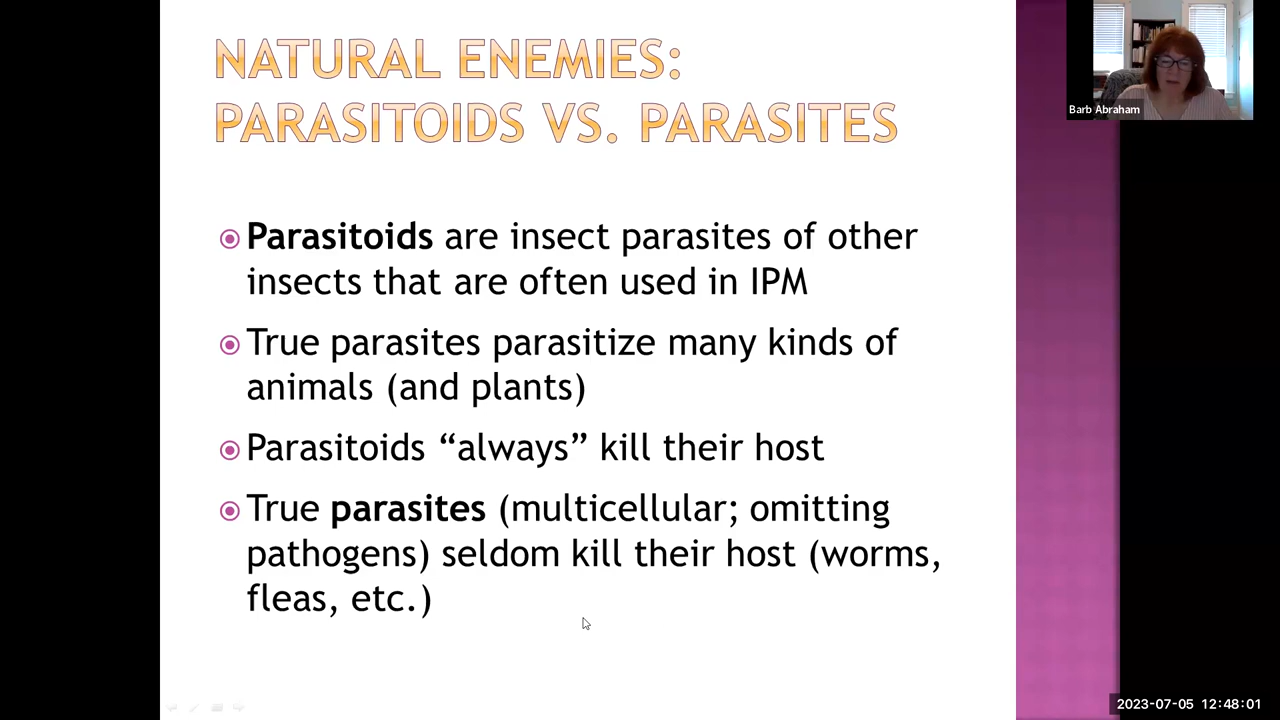 NATURAL ENEMIES:
PARASITOIDS VS. PARASITES
Parasitoids are insect parasites of other
insects that are often used in IPM
True parasites parasitize many kinds of
animals (and plants)
Parasitoids “always” kill their host
True parasites (multicellular; omitting
pathogens) seldom kill their host (worms,
fleas, etc.)
Barb Abraham
2023-07-05 12:48:01